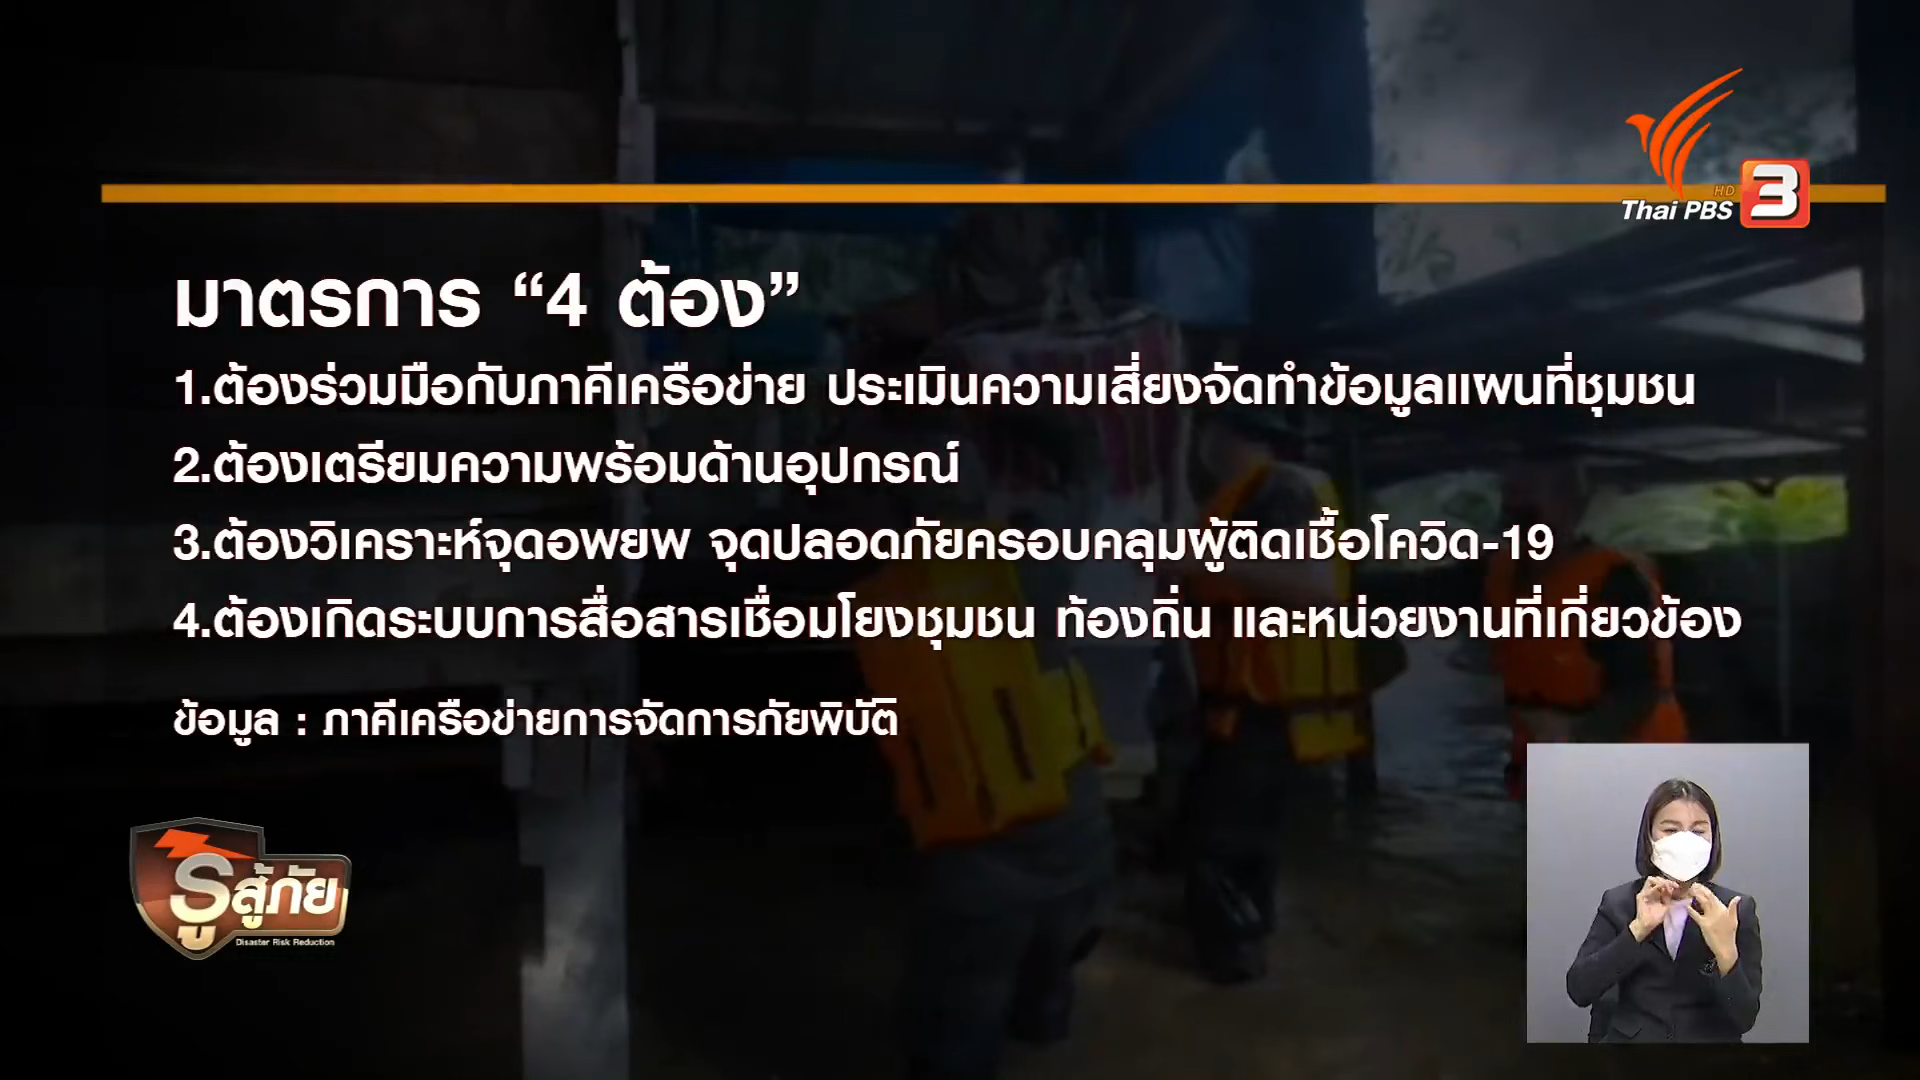 HD
Thai PBS 3
มาตรการ “4 ต้อง”
1.ต้องร่วมมือกับภาคีเครือข่าย ประเมินความเสี่ยงจัดทำข้อมูลแผนที่ชุมชน
2.ต้องเตรียมความพร้อมด้านอุปกรณ์
3.ต้องวิเคราะห์จุดอพยพ จุดปลอดภัยครอบคลุมผู้ติดเชื้อโควิด-19
4.ต้องเกิดระบบการสื่อสารเชื่อมโยงชุมชน ท้องถิ่น และหน่วยงานที่เกี่ยวข้อง
ข้อมูล : ภาคีเครือข่ายการจัดการภัยพิบัติ
รู้สู้ภัย
Disaster Risk Reduction